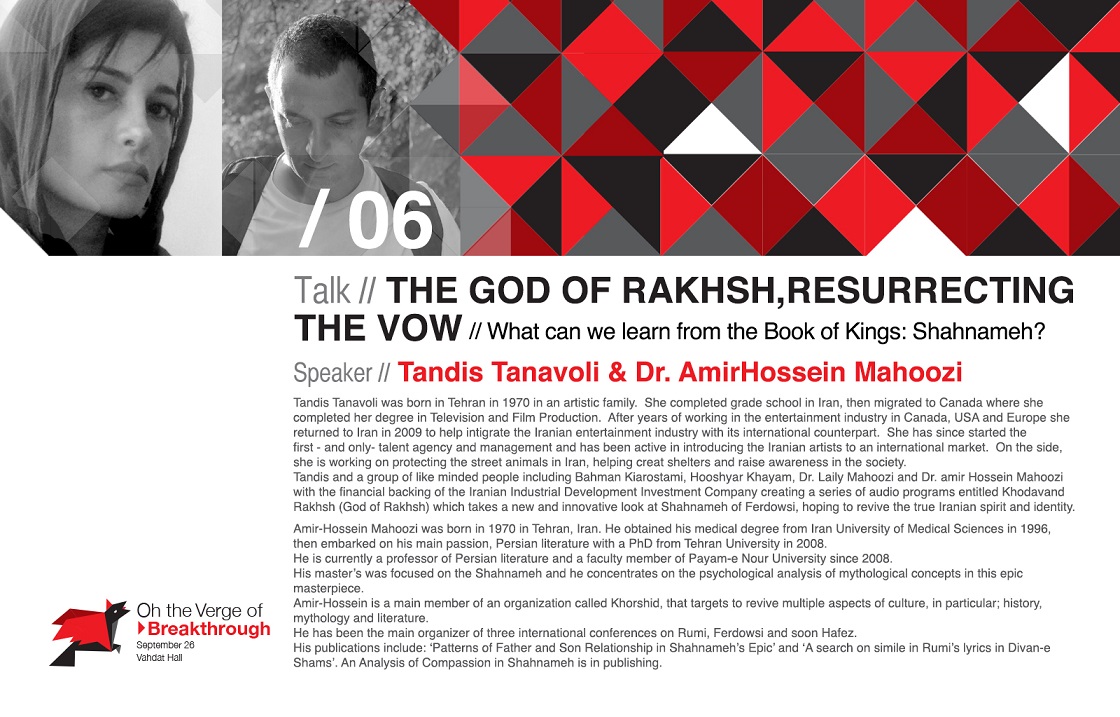 / 06
Talk // THE GOD OF RAKHSH,RESURRECTING
THE VOW // What can we learn from the Book of Kings: Shahnameh?
Speaker // Tandis Tanavoli & Dr. AmirHossein Mahoozi
Tandis Tanavoli was born in Tehran in 1970 in an artistic family.  She completed grade school in Iran, then migrated to Canada where she
completed her degree in Television and Film Production.  After years of working in the entertainment industry in Canada, USA and Europe she
returned to Iran in 2009 to help intigrate the Iranian entertainment industry with its international counterpart.  She has since started the
first - and only- talent agency and management and has been active in introducing the Iranian artists to an international market.  On the side,
she is working on protecting the street animals in Iran, helping creat shelters and raise awareness in the society.
Tandis and a group of like minded people including Bahman Kiarostami, Hooshyar Khayam, Dr. Laily Mahoozi and Dr. amir Hossein Mahoozi
with the financial backing of the Iranian Industrial Development Investment Company creating a series of audio programs entitled Khodavand
Rakhsh (God of Rakhsh) which takes a new and innovative look at Shahnameh of Ferdowsi, hoping to revive the true Iranian spirit and identity.
Amir-Hossein Mahoozi was born in 1970 in Tehran, Iran. He obtained his medical degree from Iran University of Medical Sciences in 1996,
then embarked on his main passion, Persian literature with a PhD from Tehran University in 2008.
He is currently a professor of Persian literature and a faculty member of Payam-e Nour University since 2008.
His master's was focused on the Shahnameh and he concentrates on the psychological analysis of mythological concepts in this epic
masterpiece.
Amir-Hossein is a main member of an organization called Khorshid, that targets to revive multiple aspects of culture, in particular; history,
mythology and literature.
He has been the main organizer of three international conferences on Rumi, Ferdowsi and soon Hafez.
His publications include: ‘Patterns of Father and Son Relationship in Shahnameh's Epic’ and ‘A search on simile in Rumi's lyrics in Divan-e
Shams’. An Analysis of Compassion in Shahnameh is in publishing.
On the Verge of
Breakthrough
September 26
Vahdat Hall